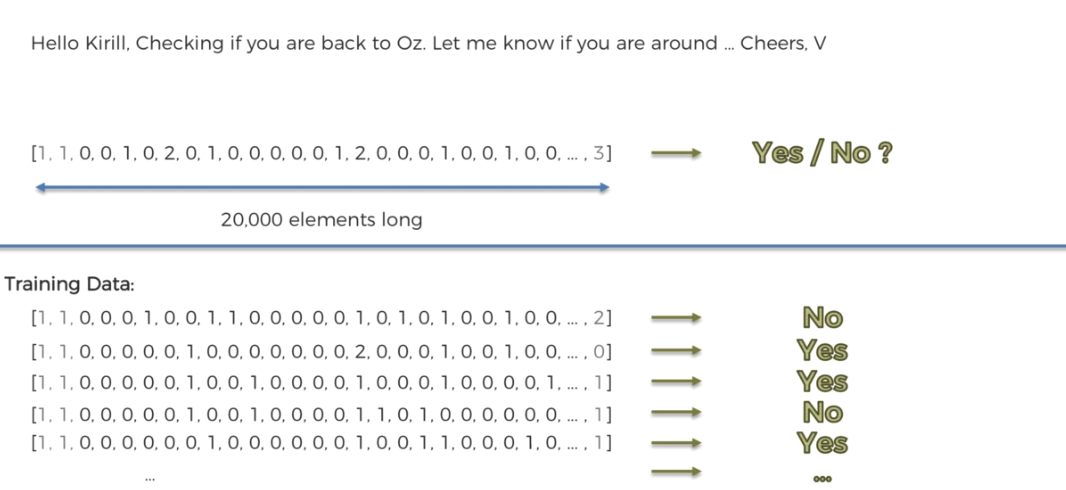 Hello Kirill, Checking if you are back to Oz. Let me know if you are around ... Cheers, V
[1, 1, 0, 0, 1, 0, 2, 0, 1, 0, 0, 0, 0, 0, 1, 2, 0, 0, 0, 1, 0, 0, 1, 0, 0, ... , 3] Yes / No ?
20,000 elements long
Training Data:
[1, 1, 0, 0, 0, 1, 0, 0, 1, 1, 0, 0, 0, 0, 0, 1, 0, 1, 0, 1, 0, 0, 1, 0, 0, ... , 2] No
[1, 1, 0, 0, 0, 0, 0, 1, 0, 0, 0, 0, 0, 0, 0, 2, 0, 0, 0, 1, 0, 0, 1, 0, 0, ... , 0] Yes
[1, 1, 0, 0, 0, 0, 0, 1, 0, 0, 1, 0, 0, 0, 0, 1, 0, 0, 0, 1, 0, 0, 0, 0, 1, ... , 1] Yes
[1, 1, 0, 0, 0, 0, 0, 1, 0, 0, 1, 0, 0, 0, 0, 1, 1, 0, 1, 0, 0, 0, 0, 0, 0, ... , 1] No
[1, 1, 0, 0, 0, 0, 0, 0, 1, 0, 0, 0, 0, 0, 0, 1, 0, 0, 1, 1, 0, 0, 0, 1, 0, ... , 1] Yes
... ...